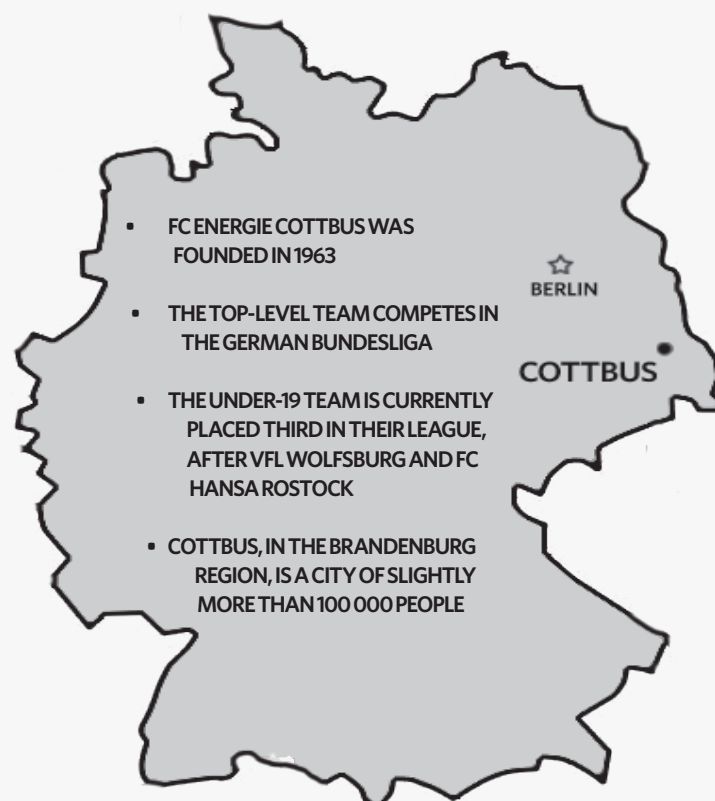 • FC ENERGIE COTTBUS WAS
FOUNDED IN 1963
• THE TOP-LEVEL TEAM COMPETES IN
THE GERMAN BUNDESLIGA
• THE UNDER-19 TEAM IS CURRENTLY
PLACED THIRD IN THEIR LEAGUE,
AFTER VFL WOLFSBURG AND FC
HANSA ROSTOCK
• COTTBUS, IN THE BRANDENBURG
REGION, IS A CITY OF SLIGHTLY
MORE THAN 100 000 PEOPLE
BERLIN
COTTBUS